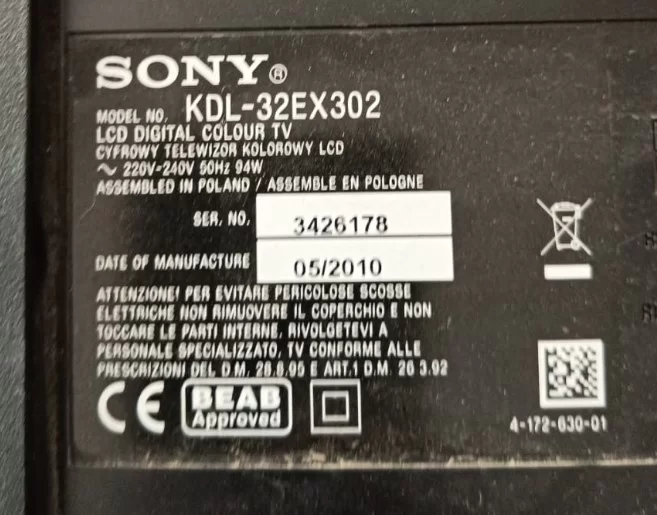 SONY®
MODEL NO. KDL-32EX302
LCD DIGITAL COLOUR TV
CYFROWY TELEWIZOR KOLOROWY LCD
~ 220V-240V 50Hz 94W
ASSEMBLED IN POLAND / ASSEMBLE EN POLOGNE
SER. NO. 3426178
DATE OF MANUFACTURE 05/2010
ATTENZIONE! PER EVITARE PERICOLOSE SCOSSE
ELETTRICHE NON RIMUOVERE IL COPERCHIO E NON
TOCCARE LE PARTI INTERNE, RIVOLGETEVI A
PERSONALE SPECIALIZZATO, TV CONFORME ALLE
PRESCRIZIONI DEL D.M. 28.8.95 E ART.1 D.M. 26 3.92
CE BEAB
Approved
4-172-630-01